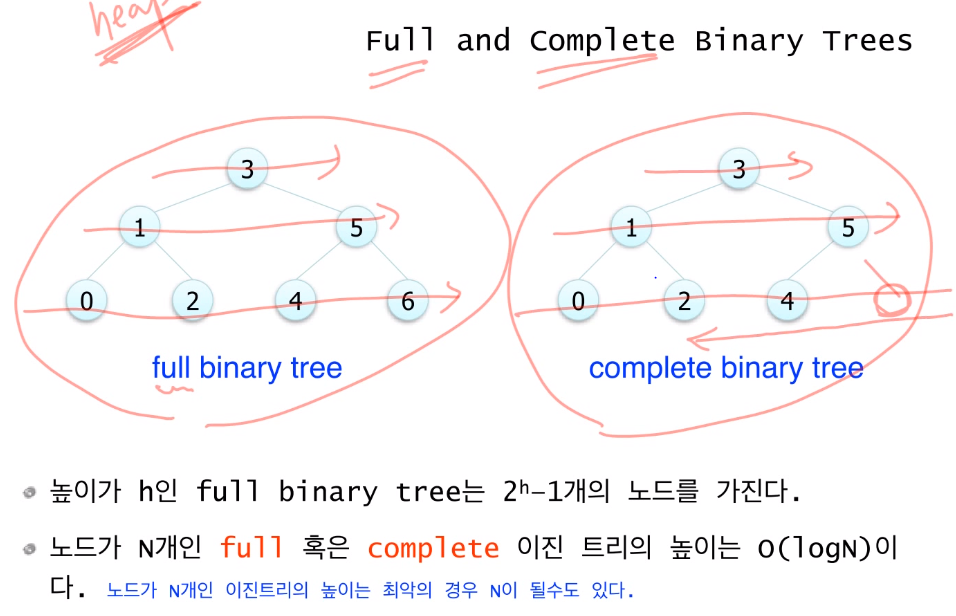 heap
Full and Complete Binary Trees
3
1 5
0 2 4 6
full binary tree
3
1 5
0 2 4
complete binary tree
높이가 h인 full binary tree는 2ʰ−1개의 노드를 가진다.
노드가 N개인 full 혹은 complete 이진 트리의 높이는 O(logN)이
다. 노드가 N개인 이진트리의 높이는 최악의 경우 N이 될수도 있다.